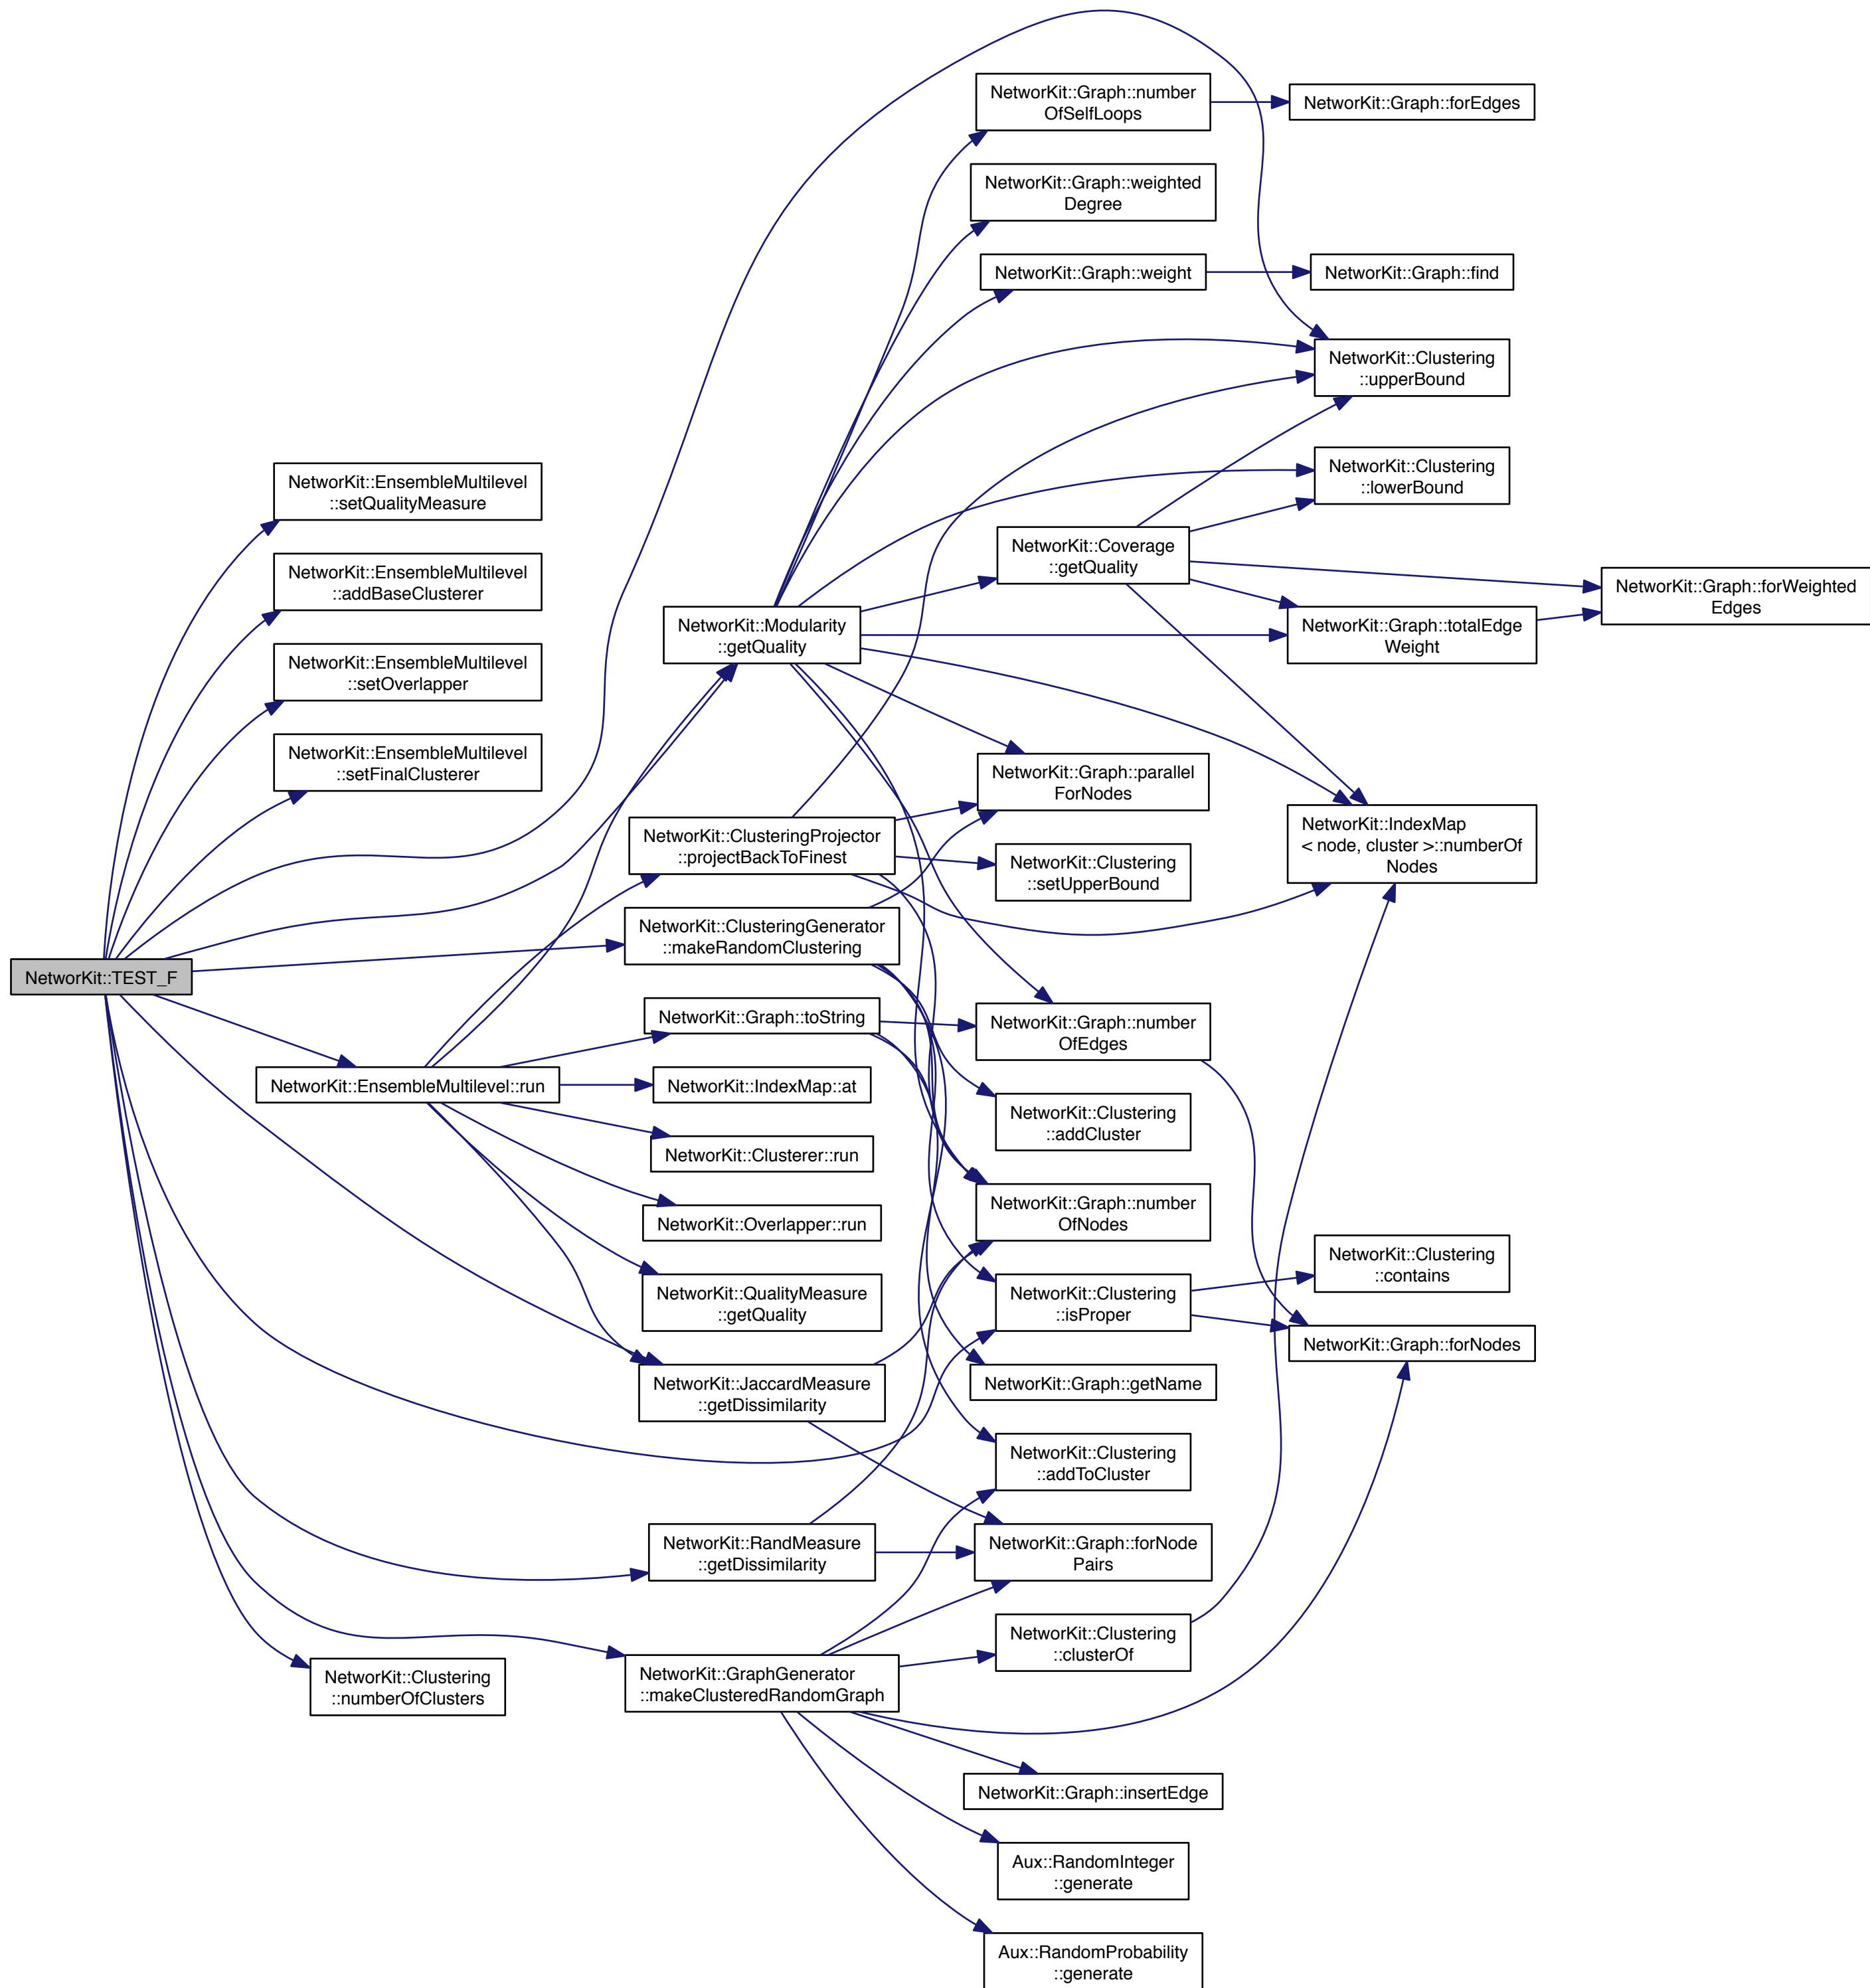 NetworKit::TEST_F
NetworKit::EnsembleMultilevel
::setQualityMeasure
NetworKit::EnsembleMultilevel
::addBaseClusterer
NetworKit::EnsembleMultilevel
::setOverlapper
NetworKit::EnsembleMultilevel
::setFinalClusterer
NetworKit::EnsembleMultilevel::run
NetworKit::Clustering
::numberOfClusters
NetworKit::Modularity
::getQuality
NetworKit::ClusteringProjector
::projectBackToFinest
NetworKit::ClusteringGenerator
::makeRandomClustering
NetworKit::Graph::toString
NetworKit::IndexMap::at
NetworKit::Clusterer::run
NetworKit::Overlapper::run
NetworKit::QualityMeasure
::getQuality
NetworKit::JaccardMeasure
::getDissimilarity
NetworKit::RandMeasure
::getDissimilarity
NetworKit::GraphGenerator
::makeClusteredRandomGraph
NetworKit::Graph::number
OfSelfLoops
NetworKit::Graph::weighted
Degree
NetworKit::Graph::weight
NetworKit::Coverage
::getQuality
NetworKit::Graph::parallel
ForNodes
NetworKit::Clustering
::setUpperBound
NetworKit::Graph::number
OfEdges
NetworKit::Clustering
::addCluster
NetworKit::Graph::number
OfNodes
NetworKit::Clustering
::isProper
NetworKit::Graph::getName
NetworKit::Clustering
::addToCluster
NetworKit::Graph::forNode
Pairs
NetworKit::Clustering
::clusterOf
NetworKit::Graph::insertEdge
Aux::RandomInteger
::generate
Aux::RandomProbability
::generate
NetworKit::Graph::forEdges
NetworKit::Graph::find
NetworKit::Clustering
::upperBound
NetworKit::Clustering
::lowerBound
NetworKit::Graph::totalEdge
Weight
NetworKit::IndexMap
< node, cluster >::numberOf
Nodes
NetworKit::Clustering
::contains
NetworKit::Graph::forNodes
NetworKit::Graph::forWeighted
Edges